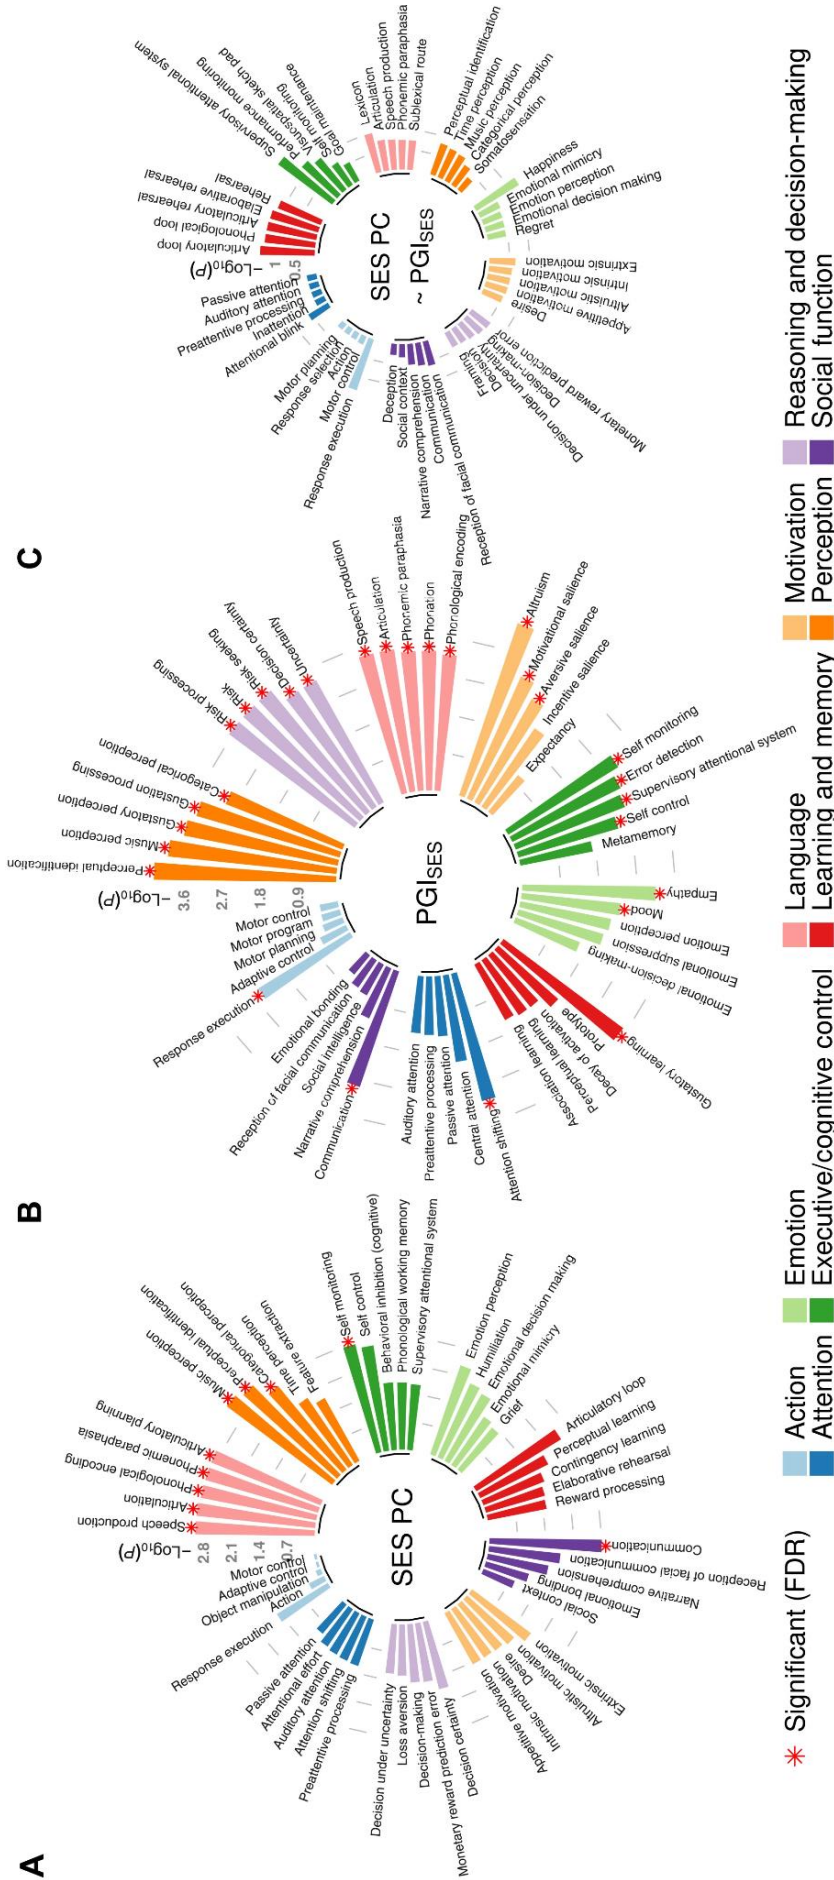 A
−Log10(P)
2.8
2.1
1.4
0.7
SES PC
Speech production
Articulation
Phonological encoding
Phonemic paraphasia
Articulatory planning
Music perception
Perceptual identification
Categorical perception
Time perception
Feature extraction
Self monitoring
Self control
Behavioral inhibition (cognitive)
Phonological working memory
Supervisory attentional system
Emotion perception
Humiliation
Emotional decision making
Emotional mimicry
Grief
Articulatory loop
Perceptual learning
Contingency learning
Elaborative rehearsal
Reward processing
Communication
Reception of facial communication
Narrative comprehension
Emotional bonding
Social context
Extrinsic motivation
Altruistic motivation
Desire
Intrinsic motivation
Appetitive motivation
Decision certainty
Monetary reward prediction error
Decision-making
Loss aversion
Decision under uncertainty
Preattentive processing
Attention shifting
Auditory attention
Attentional effort
Passive attention
Response execution
Action
Object manipulation
Adaptive control
Motor control
B
−Log10(P)
3.6
2.7
1.8
0.9
PGISES
Perceptual identification
Music perception
Gustatory perception
Gustation processing
Categorical perception
Risk processing
Risk
Risk seeking
Decision certainty
Uncertainty
Speech production
Articulation
Phonemic paraphasia
Phonation
Phonological encoding
Altruism
Motivational salience
Aversive salience
Incentive salience
Expectancy
Self monitoring
Error detection
Supervisory attentional system
Self control
Metamemory
Empathy
Mood
Emotion perception
Emotional suppression
Emotional decision-making
Gustatory learning
Prototype
Decay of activation
Perceptual learning
Association learning
Attention shifting
Central attention
Passive attention
Preattentive processing
Auditory attention
Communication
Narrative comprehension
Social intelligence
Reception of facial communication
Emotional bonding
Response execution
Adaptive control
Motor planning
Motor program
Motor control
C
−Log10(P)
1
0.5
SES PC
~ PGISES
Articulatory loop
Phonological loop
Articulatory rehearsal
Elaborative rehearsal
Rehearsal
Supervisory attentional system
Performance monitoring
Visuospatial sketch pad
Self monitoring
Goal maintenance
Lexicon
Articulation
Speech production
Phonemic paraphasia
Sublexical route
Perceptual identification
Time perception
Music perception
Categorical perception
Somatosensation
Happiness
Emotional mimicry
Emotion perception
Emotional decision making
Regret
Extrinsic motivation
Intrinsic motivation
Altruistic motivation
Appetitive motivation
Desire
Monetary reward prediction error
Decision-making
Decision under uncertainty
Decision
Framing
Reception of facial communication
Communication
Narrative comprehension
Social context
Deception
Response execution
Motor control
Action
Response selection
Motor planning
Attentional blink
Inattention
Preattentive processing
Auditory attention
Passive attention
Significant (FDR)
Action
Emotion
Language
Motivation
Reasoning and decision-making
Attention
Executive/cognitive control
Learning and memory
Perception
Social function